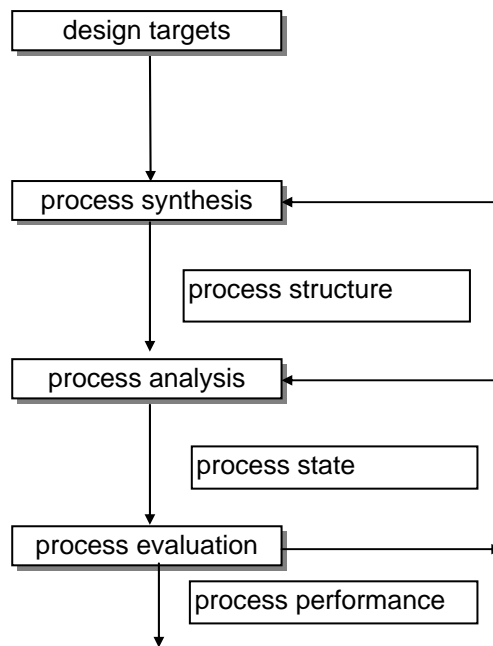 design targets
process synthesis
process structure
process analysis
process state
process evaluation
process performance